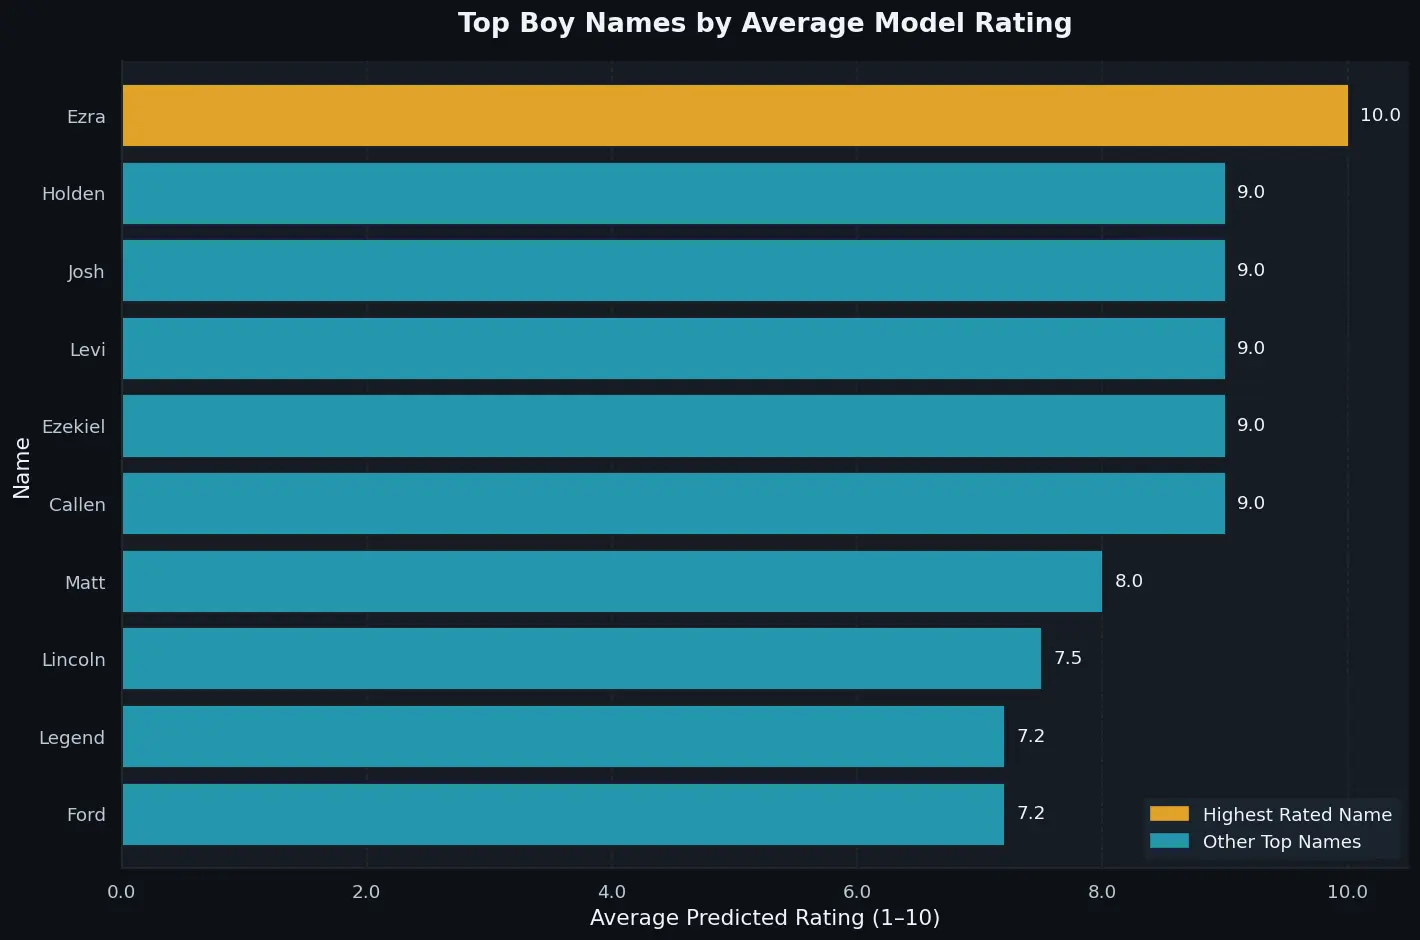 Top Boy Names by Average Model Rating
Ezra 10.0
Holden 9.0
Josh 9.0
Levi 9.0
Ezekiel 9.0
Callen 9.0
Matt 8.0
Lincoln 7.5
Legend 7.2
Ford 7.2
Name
Highest Rated Name
Other Top Names
0.0 2.0 4.0 6.0 8.0 10.0
Average Predicted Rating (1–10)